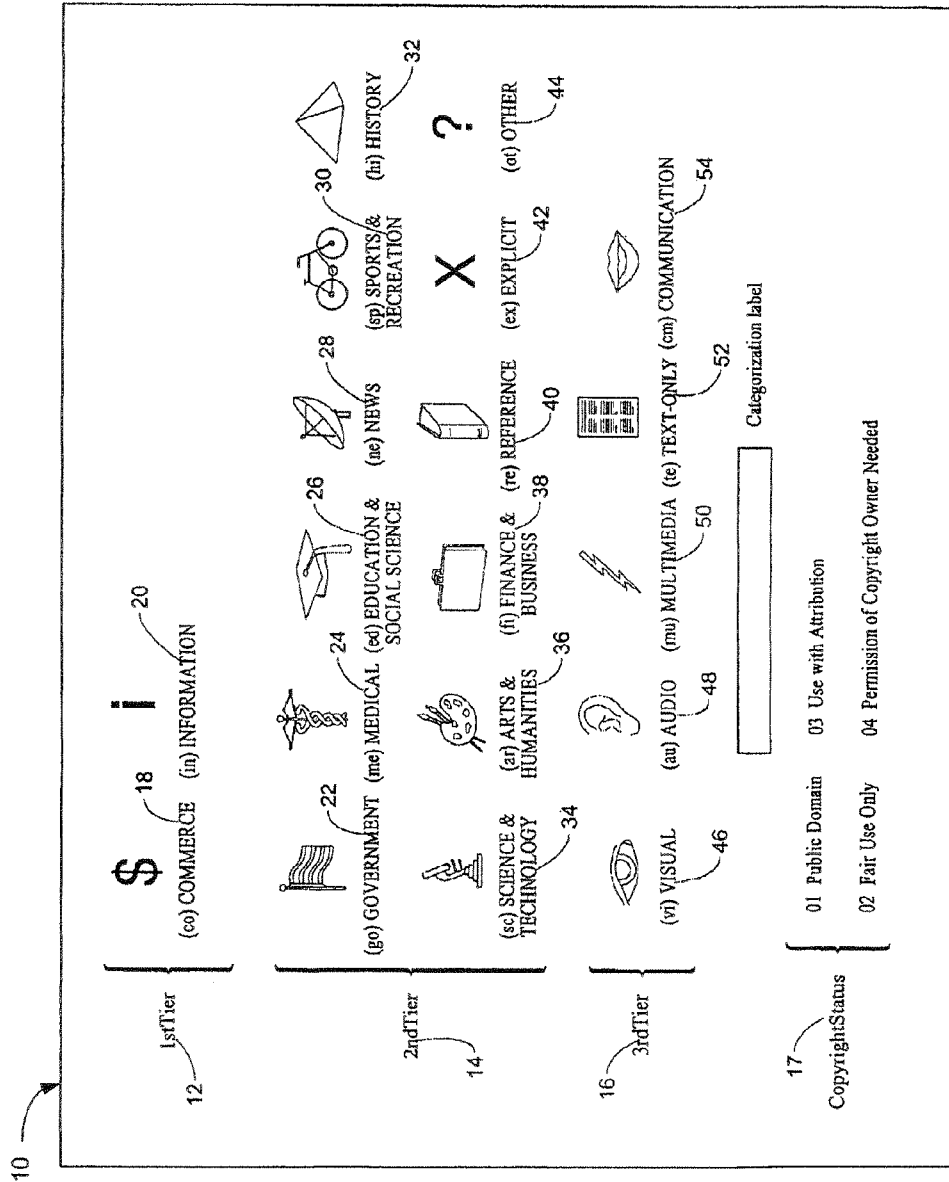 10
1stTier
12
$
18
(co) COMMERCE
i
20
(in) INFORMATION
2ndTier
14
22
(go) GOVERNMENT
24
(me) MEDICAL
26
(ed) EDUCATION &
SOCIAL SCIENCE
28
(ne) NEWS
30
(sp) SPORTS &
RECREATION
(hi) HISTORY
32
(sc) SCIENCE &
TECHNOLOGY
34
(ar) ARTS &
HUMANITIES
36
(fi) FINANCE &
BUSINESS
38
(re) REFERENCE
40
X
(ex) EXPLICIT
42
?
(ot) OTHER
44
16
3rdTier
(vi) VISUAL
46
(au) AUDIO
48
(mu) MULTIMEDIA
50
(te) TEXT-ONLY
52
(cm) COMMUNICATION
54
Categorization label
17
CopyrightStatus
01 Public Domain
03 Use with Attribution
02 Fair Use Only
04 Permission of Copyright Owner Needed